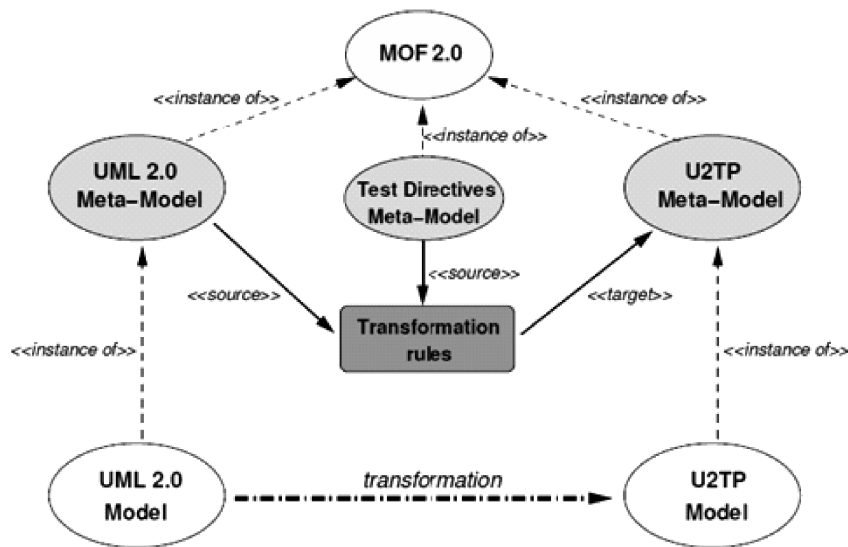 MOF 2.0
<<instance of>>
<<instance of>>
<<instance of>>
UML 2.0
Meta-Model
Test Directives
Meta-Model
U2TP
Meta-Model
<<source>>
<<source>>
<<target>>
Transformation
rules
<<instance of>>
<<instance of>>
UML 2.0
Model
transformation
U2TP
Model